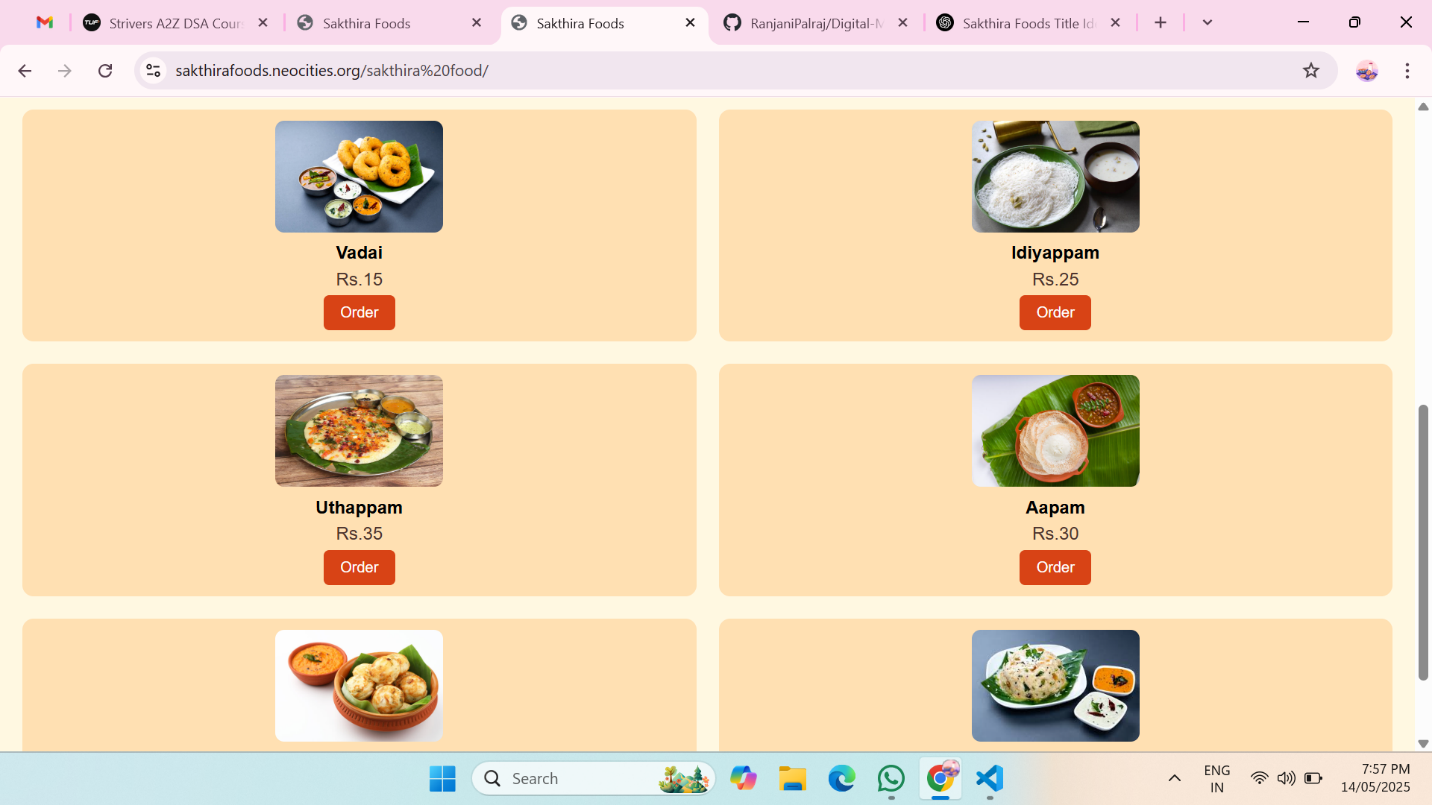 Strivers A2Z DSA Cour
Sakthira Foods
Sakthira Foods
RanjaniPalraj/Digital-M
Sakthira Foods Title Id
sakthirafoods.neocities.org/sakthira%20food/
Vadai
Rs.15
Order
Idiyappam
Rs.25
Order
Uthappam
Rs.35
Order
Aapam
Rs.30
Order
Search
ENG
IN
7:57 PM
14/05/2025